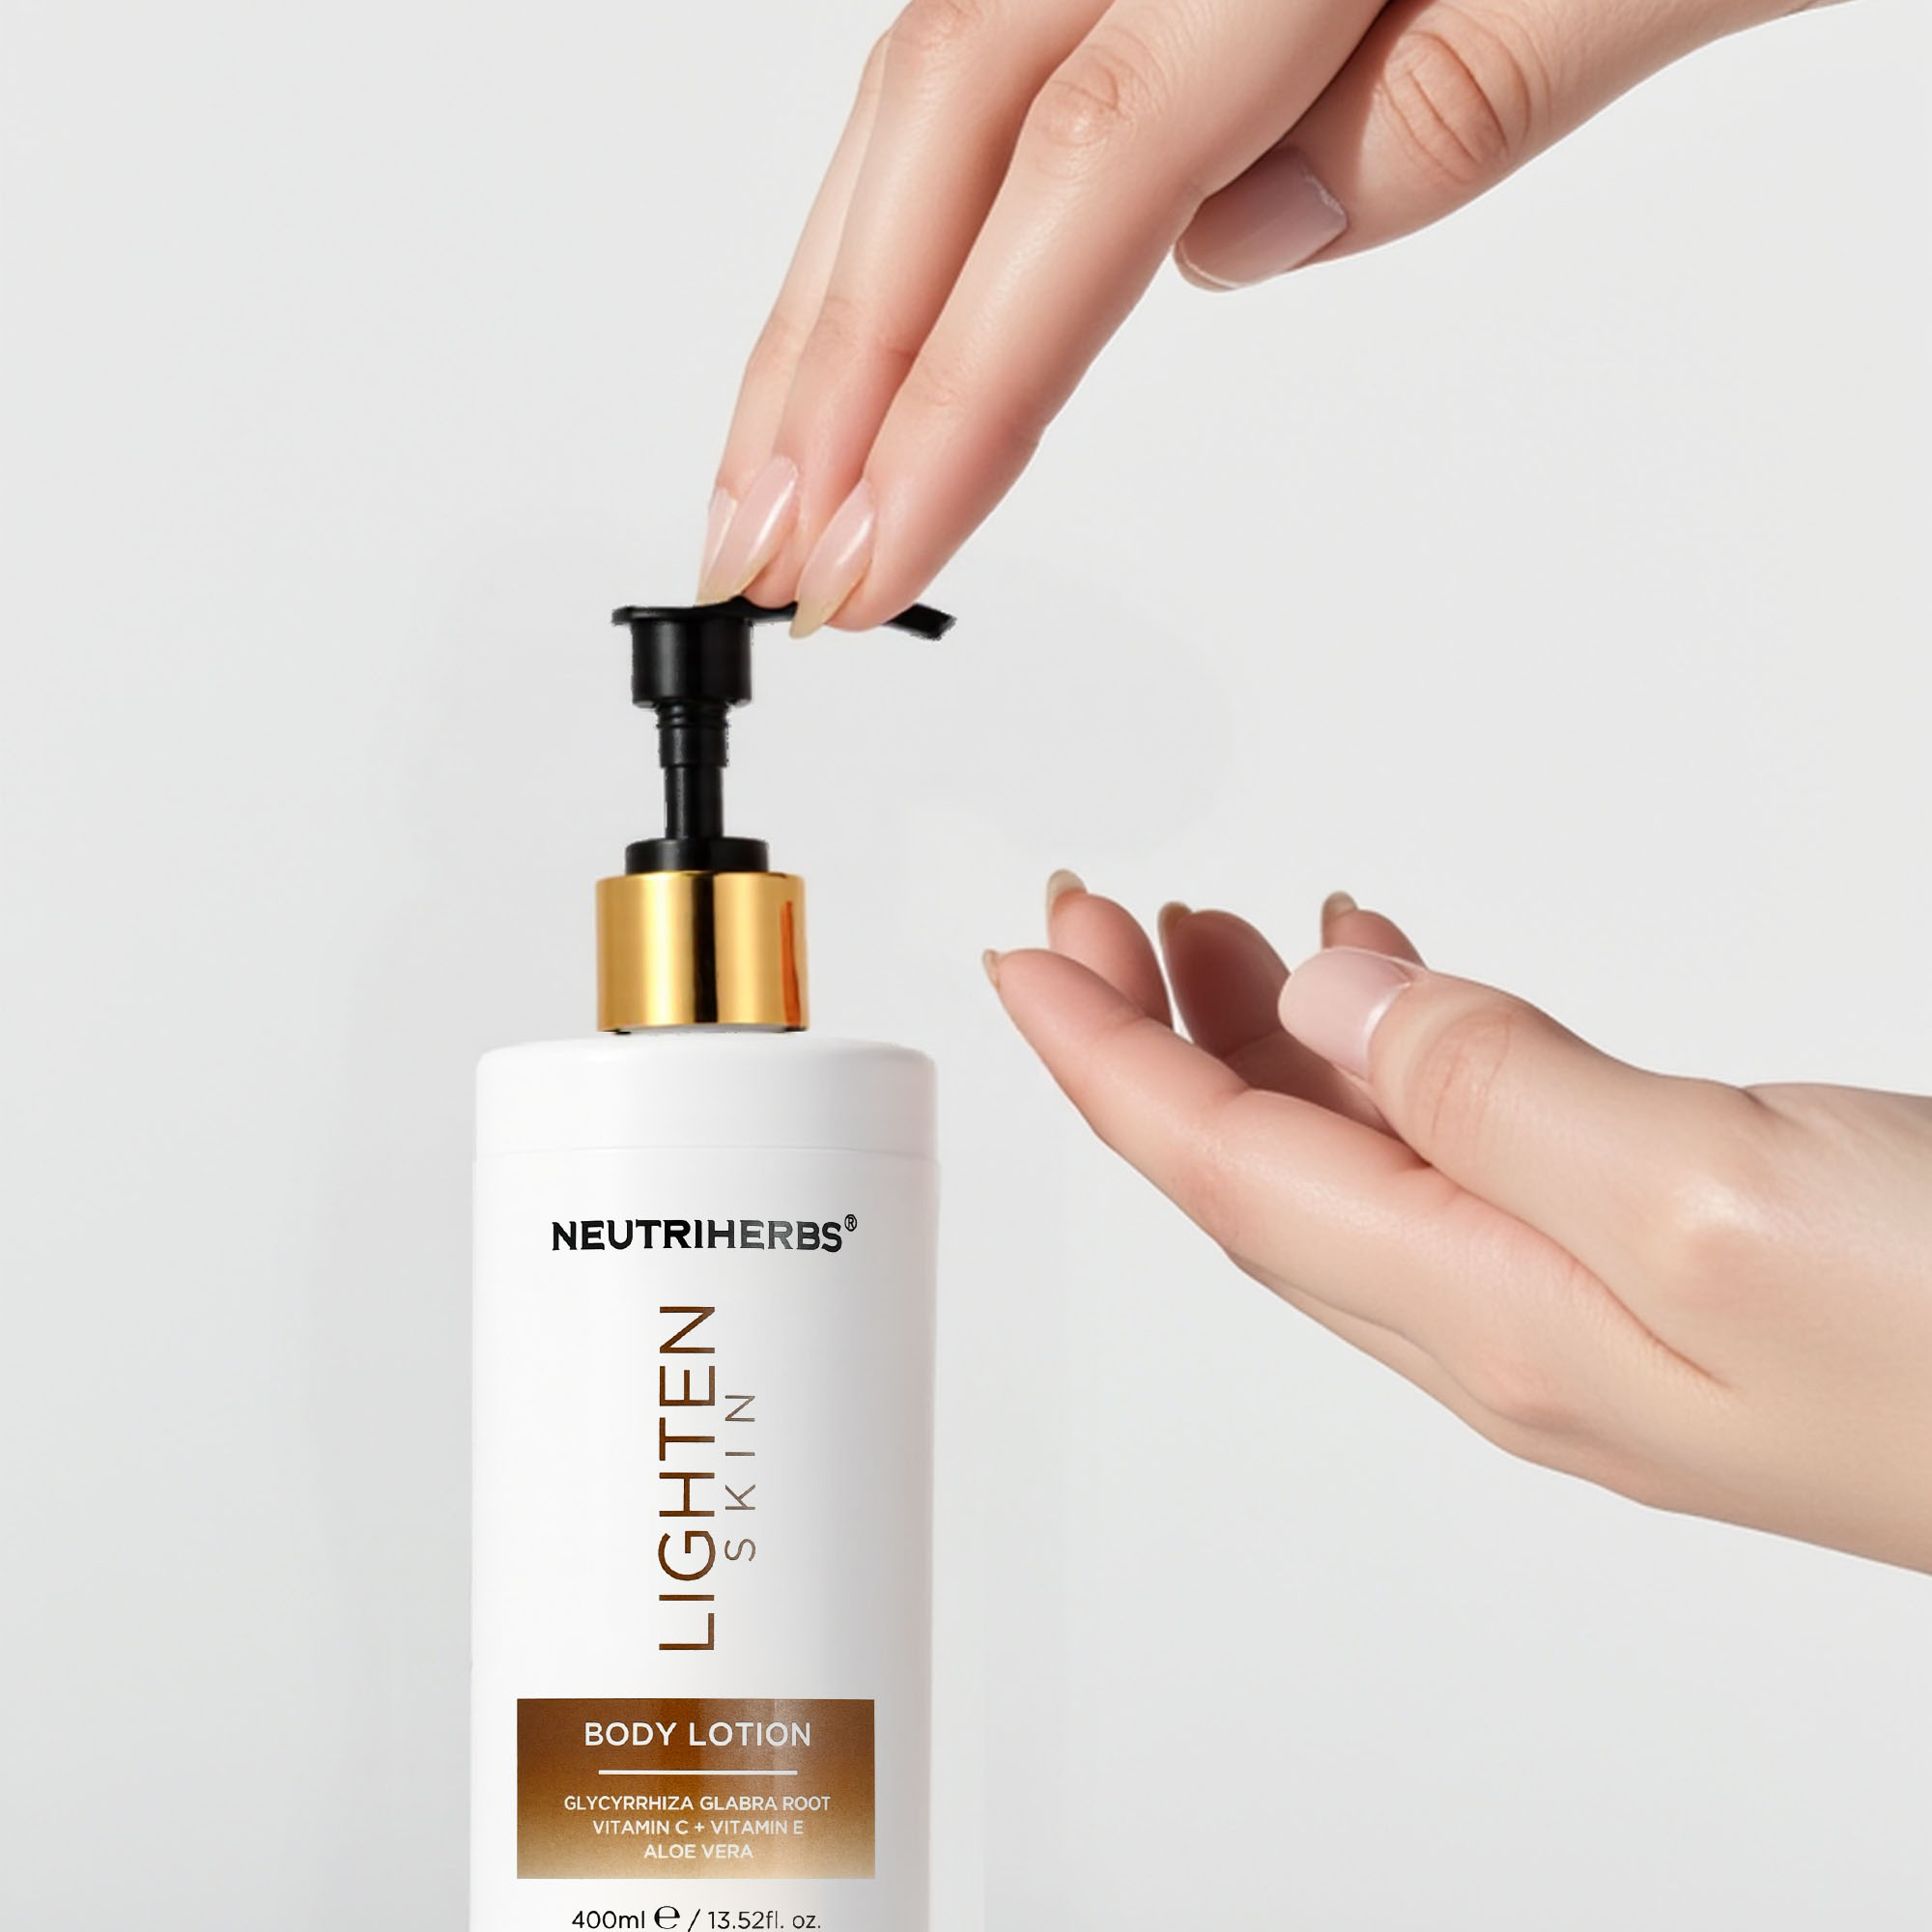 NEUTRIHERBS®
LIGHTEN
SKIN
BODY LOTION
GLYCYRRHIZA GLABRA ROOT
VITAMIN C + VITAMIN E
ALOE VERA
400ml ℮ / 13.52fl. oz.